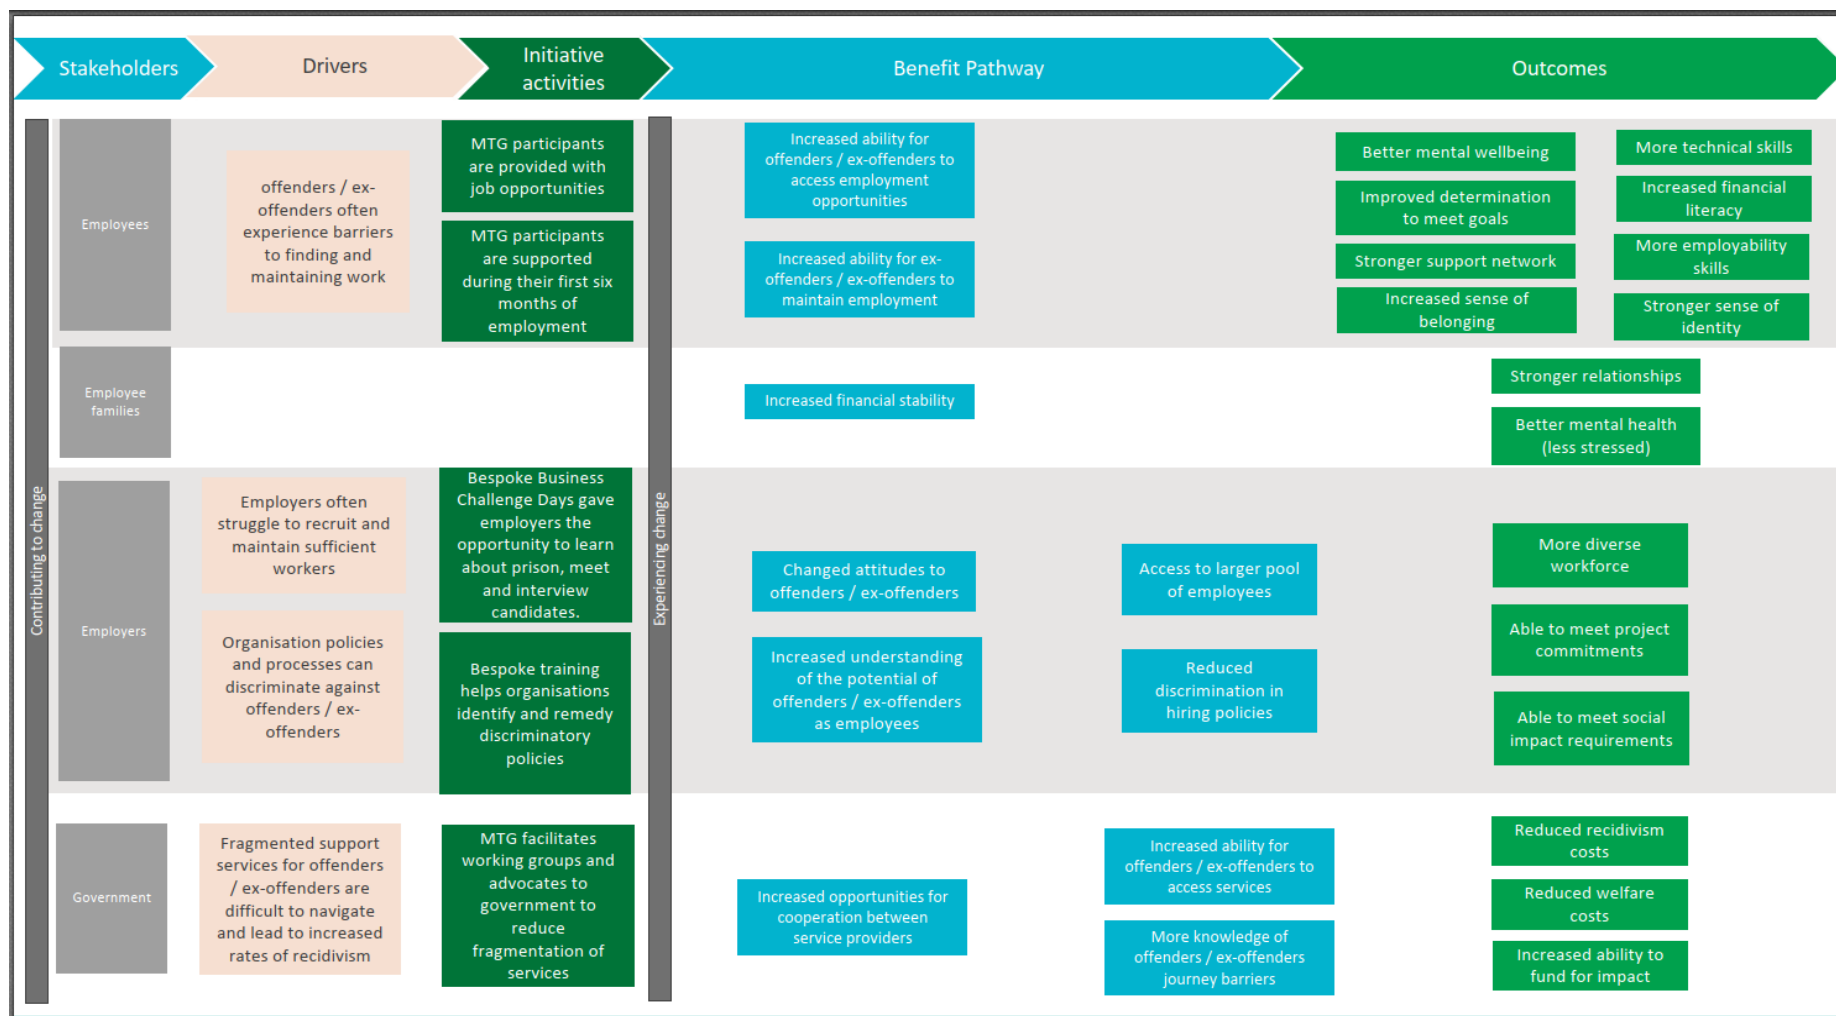 Stakeholders
Drivers
Initiative
activities
Benefit Pathway
Outcomes
Contributing to change
Employees
offenders / ex-
offenders often
experience barriers
to finding and
maintaining work
MTG participants
are provided with
job opportunities
MTG participants
are supported
during their first six
months of
employment
Experiencing change
Increased ability for
offenders / ex-offenders to
access employment
opportunities
Increased ability for ex-
offenders / ex-offenders to
maintain employment
Better mental wellbeing
Improved determination
to meet goals
Stronger support network
Increased sense of
belonging
More technical skills
Increased financial
literacy
More employability
skills
Stronger sense of
identity
Employee
families
Increased financial stability
Stronger relationships
Better mental health
(less stressed)
Employers
Employers often
struggle to recruit and
maintain sufficient
workers
Organisation policies
and processes can
discriminate against
offenders / ex-
offenders
Bespoke Business
Challenge Days gave
employers the
opportunity to learn
about prison, meet
and interview
candidates.
Bespoke training
helps organisations
identify and remedy
discriminatory
policies
Changed attitudes to
offenders / ex-offenders
Increased understanding
of the potential of
offenders / ex-offenders
as employees
Access to larger pool
of employees
Reduced
discrimination in
hiring policies
More diverse
workforce
Able to meet project
commitments
Able to meet social
impact requirements
Government
Fragmented support
services for offenders
/ ex-offenders are
difficult to navigate
and lead to increased
rates of recidivism
MTG facilitates
working groups and
advocates to
government to
reduce
fragmentation of
services
Increased opportunities for
cooperation between
service providers
Increased ability for
offenders / ex-offenders to
access services
More knowledge of
offenders / ex-offenders
journey barriers
Reduced recidivism
costs
Reduced welfare
costs
Increased ability to
fund for impact